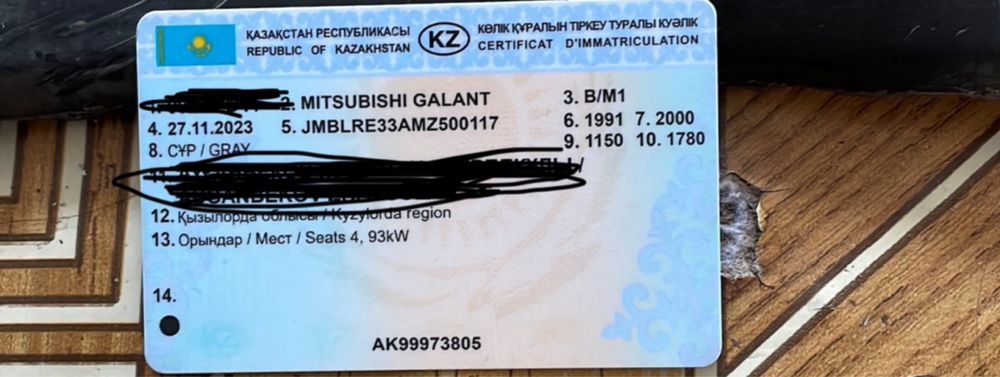 ҚАЗАҚСТАН РЕСПУБЛИКАСЫ
REPUBLIC OF KAZAKHSTAN
KZ
КӨЛІК ҚҰРАЛЫН ТІРКЕУ ТУРАЛЫ КУӘЛІК
CERTIFICAT D'IMMATRICULATION
2. MITSUBISHI GALANT
3. B/M1
4. 27.11.2023
5. JMBLRE33AMZ500117
6. 1991 7. 2000
8. СҰР / GRAY
9. 1150 10. 1780
12. Қызылорда облысы / Kyzylorda region
13. Орындар / Мест / Seats 4, 93kW
14.
AK99973805